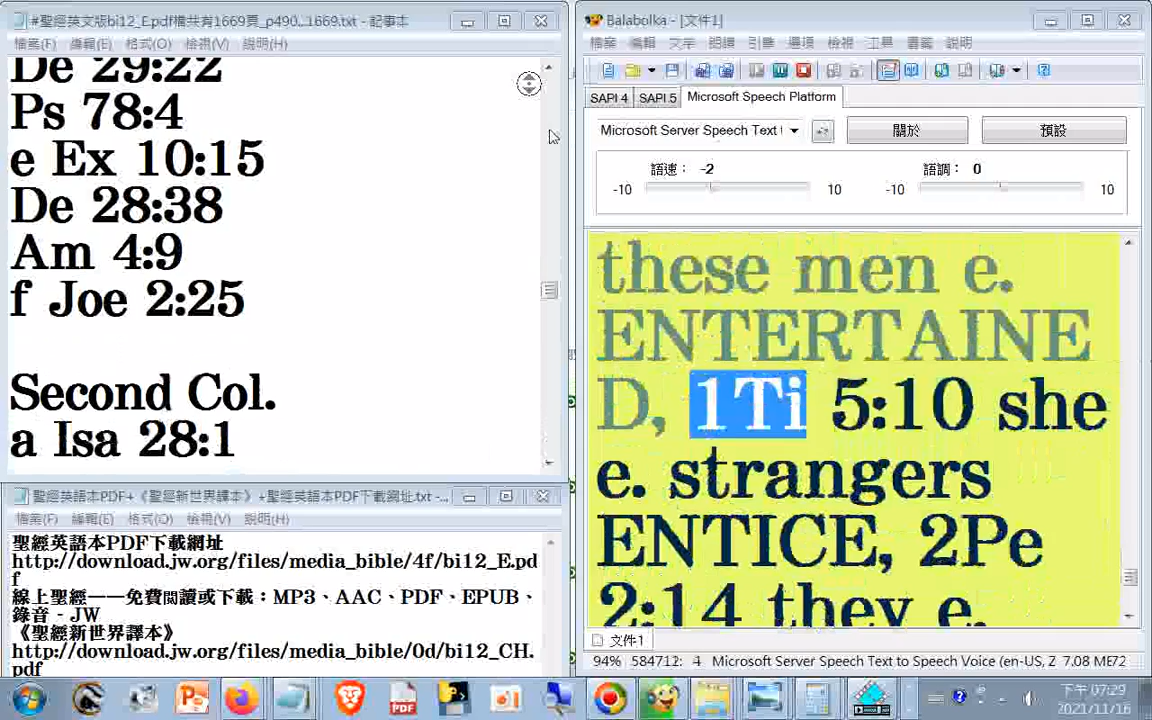 #聖經英文版bi12_E.pdf檔共有1669頁_p490..1669.txt - 記事本
檔案(F) 編輯(E) 格式(O) 檢視(V) 說明(H)
De 29:22
Ps 78:4
e Ex 10:15
De 28:38
Am 4:9
f Joe 2:25
Second Col.
a Isa 28:1
聖經英語本PDF+《聖經新世界譯本》+聖經英語本PDF下載網址.txt - ...
檔案(F) 編輯(E) 格式(O) 檢視(V) 說明(H)
聖經英語本PDF下載網址
http://download.jw.org/files/media_bible/4f/bi12_E.pd
f
線上聖經——免費閱讀或下載：MP3、AAC、PDF、EPUB、
錄音 - JW
《聖經新世界譯本》
http://download.jw.org/files/media_bible/0d/bi12_CH.
pdf
Balabolka - [文件1]
檔案 編輯 文字 朗讀 引擎 選項 檢視 工具 書籤 說明
SAPI 4 SAPI 5 Microsoft Speech Platform
Microsoft Server Speech Text 關於 預設
語速： -2 語調： 0
-10 10 -10 10
these men e.
ENTERTAINE
D, 1Ti 5:10 she
e. strangers
ENTICE, 2Pe
2:14 they e.
文件1
94% 584712: 4 Microsoft Server Speech Text to Speech Voice (en-US, Z 7.08 ME72
下午 07:29
2021/11/16